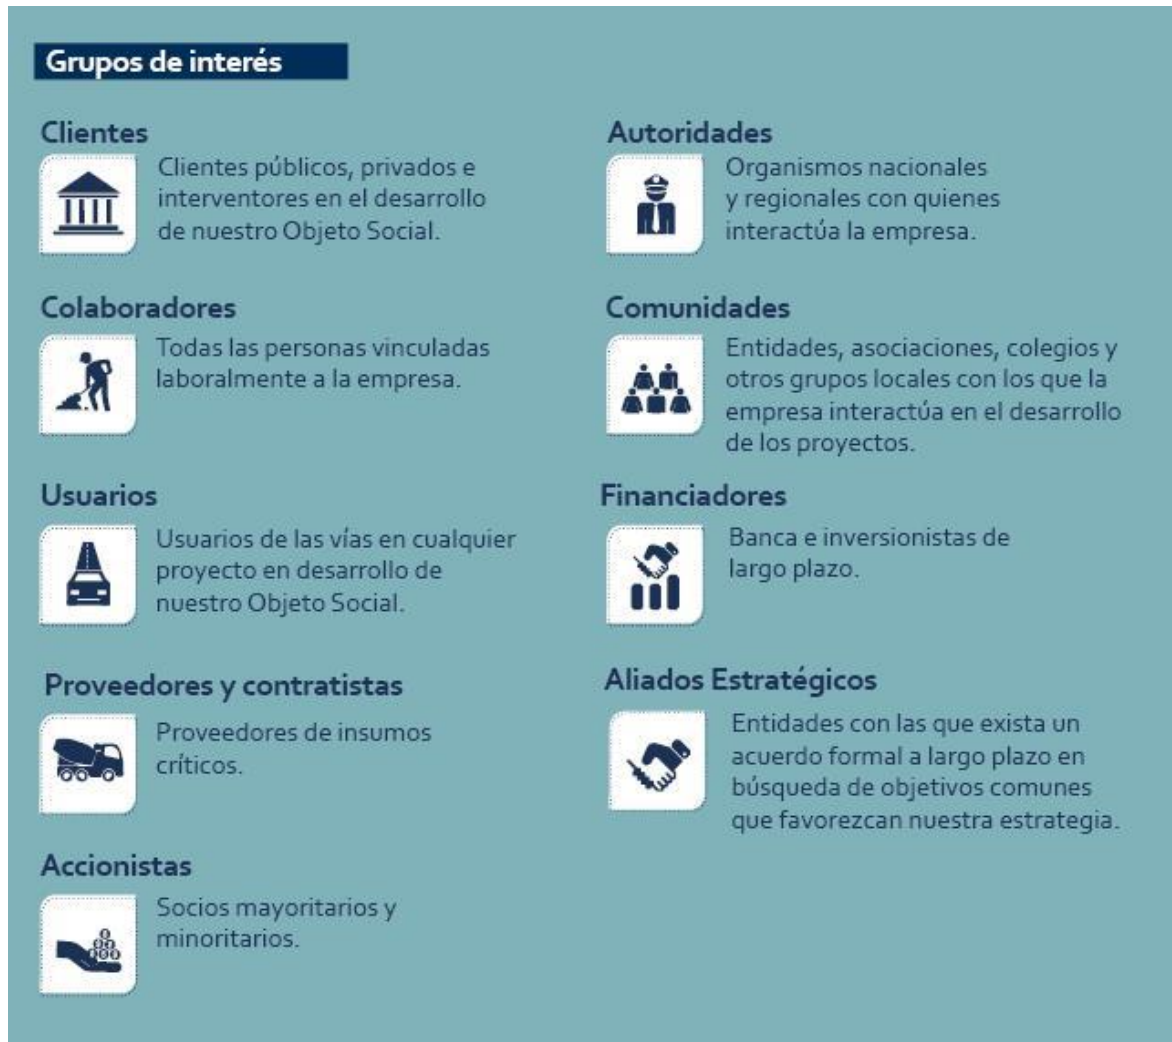 Grupos de interés
Clientes
Clientes públicos, privados e
interventores en el desarrollo
de nuestro Objeto Social.
Colaboradores
Todas las personas vinculadas
laboralmente a la empresa.
Usuarios
Usuarios de las vías en cualquier
proyecto en desarrollo de
nuestro Objeto Social.
Proveedores y contratistas
Proveedores de insumos
críticos.
Accionistas
Socios mayoritarios y
minoritarios.
Autoridades
Organismos nacionales
y regionales con quienes
interactúa la empresa.
Comunidades
Entidades, asociaciones, colegios y
otros grupos locales con los que la
empresa interactúa en el desarrollo
de los proyectos.
Financiadores
Banca e inversionistas de
largo plazo.
Aliados Estratégicos
Entidades con las que exista un
acuerdo formal a largo plazo en
búsqueda de objetivos comunes
que favorezcan nuestra estrategia.